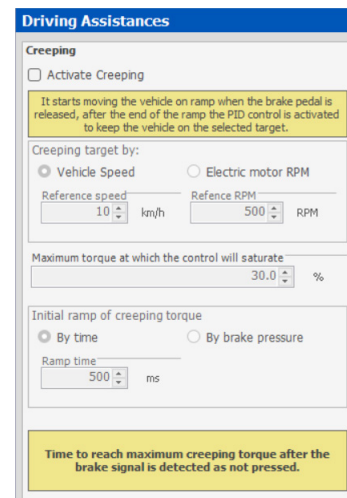 Driving Assistances
Creeping
Activate Creeping
It starts moving the vehicle on ramp when the brake pedal is
released, after the end of the ramp the PID control is activated
to keep the vehicle on the selected target.
Creeping target by:
Vehicle Speed Electric motor RPM
Reference speed Refence RPM
10 km/h 500 RPM
Maximum torque at which the control will saturate
30.0 %
Initial ramp of creeping torque
By time By brake pressure
Ramp time
500 ms
Time to reach maximum creeping torque after the
brake signal is detected as not pressed.